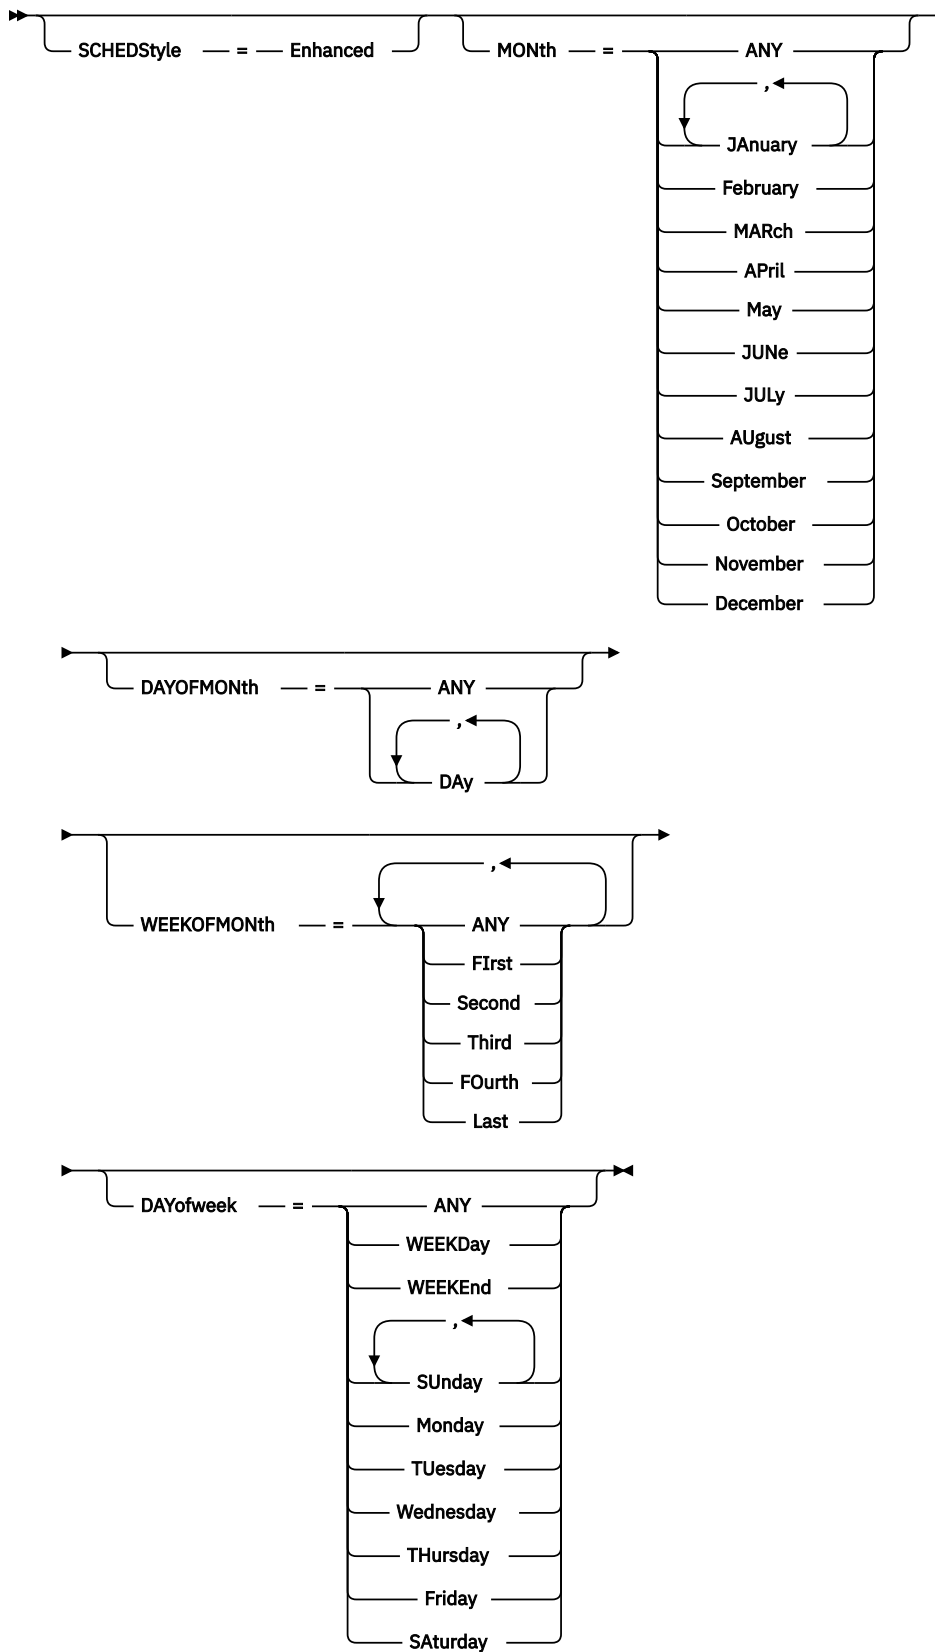 SCHEDStyle = Enhanced MONth = ANY
,
JAnuary
February
MARch
APril
May
JUNe
JULy
AUgust
September
October
November
December
DAYOFMONth = ANY
,
DAy
,
WEEKOFMONth = ANY
FIrst
Second
Third
FOurth
Last
DAYofweek = ANY
WEEKDay
WEEKEnd
,
SUnday
Monday
TUesday
Wednesday
THursday
Friday
SAturday